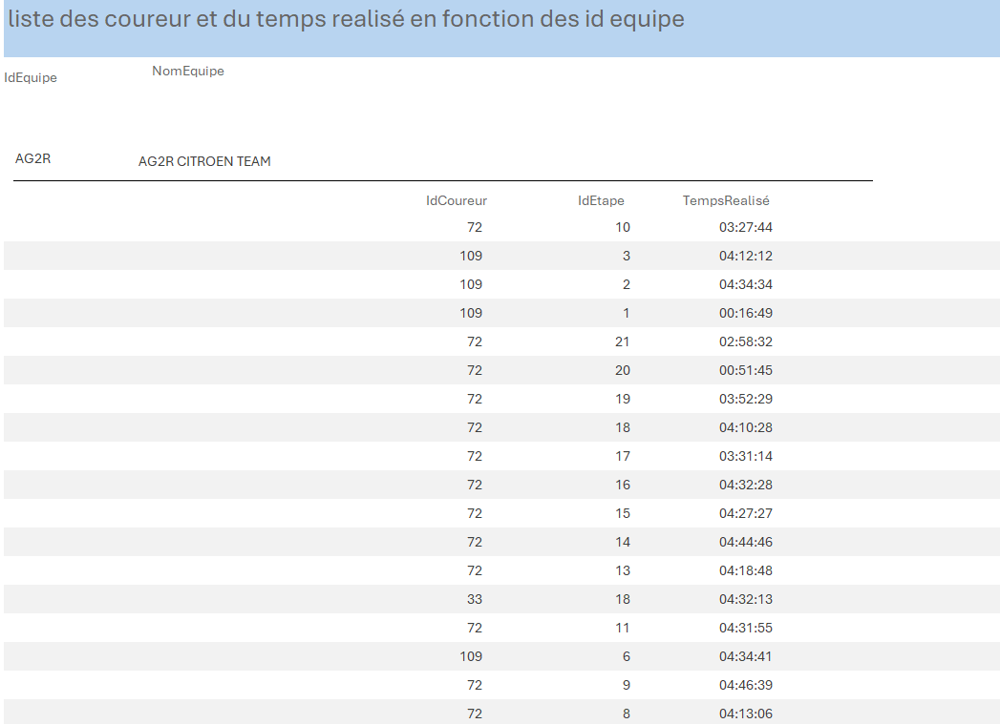 liste des coureur et du temps realisé en fonction des id equipe
IdEquipe NomEquipe
AG2R AG2R CITROEN TEAM
IdCoureur IdEtape TempsRealisé
72 10 03:27:44
109 3 04:12:12
109 2 04:34:34
109 1 00:16:49
72 21 02:58:32
72 20 00:51:45
72 19 03:52:29
72 18 04:10:28
72 17 03:31:14
72 16 04:32:28
72 15 04:27:27
72 14 04:44:46
72 13 04:18:48
33 18 04:32:13
72 11 04:31:55
109 6 04:34:41
72 9 04:46:39
72 8 04:13:06